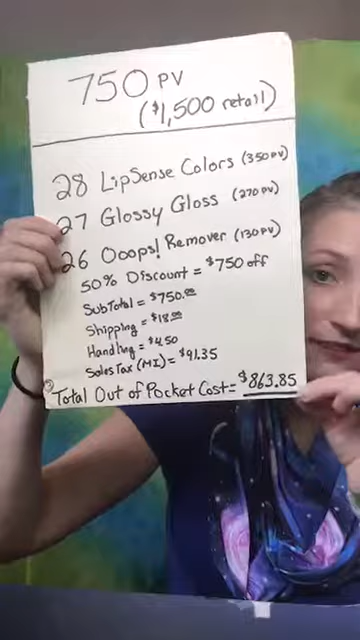 750 PV
($1,500 retail)
28 LipSense Colors (350 PV)
27 Glossy Gloss (270 PV)
26 Ooops! Remover (130 PV)
50% Discount = $750 off
SubTotal = $750.00
Shipping = $18.00
Handling = $4.50
Sales Tax (MI) = $91.35
Total Out of Pocket Cost = $863.85